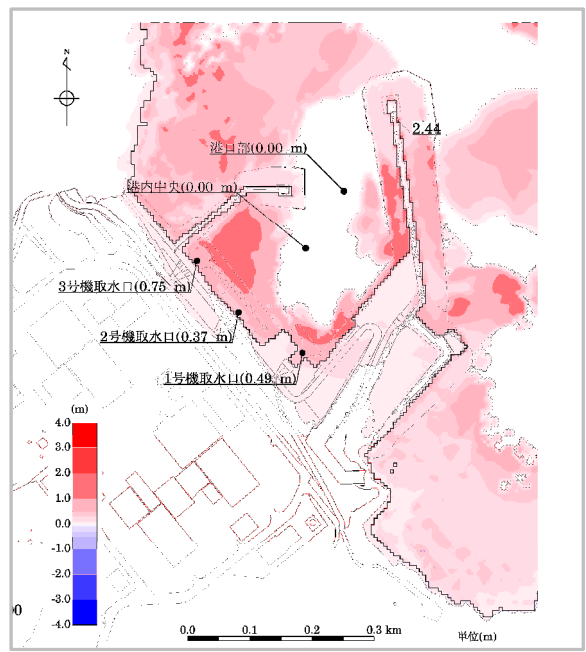 N
2.44
港口部(0.00 m)
港内中央(0.00 m)
3号機取水口(0.75 m)
2号機取水口(0.37 m)
1号機取水口(0.49 m)
(m)
4.0
3.0
2.0
1.0
0.0
-1.0
-2.0
-3.0
-4.0
00
0.0 0.1 0.2 0.3 km
単位(m)